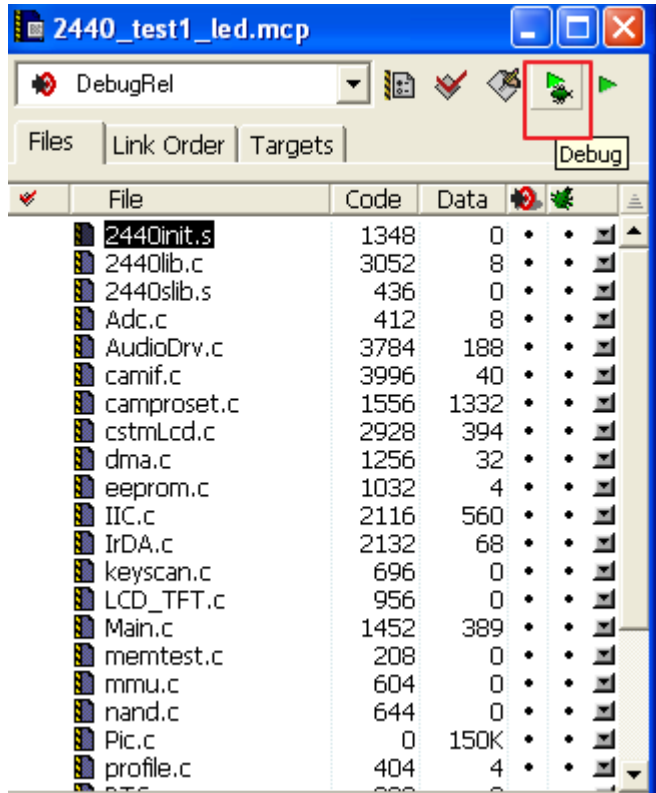 2440_test1_led.mcp
DebugRel
Files Link Order Targets
Debug
File Code Data
2440init.s 1348 0
2440lib.c 3052 8
2440slib.s 436 0
Adc.c 412 8
AudioDrv.c 3784 188
camif.c 3996 40
camproset.c 1556 1332
cstmLcd.c 2928 394
dma.c 1256 32
eeprom.c 1032 4
IIC.c 2116 560
IrDA.c 2132 68
keyscan.c 696 0
LCD_TFT.c 956 0
Main.c 1452 389
memtest.c 208 0
mmu.c 604 0
nand.c 644 0
Pic.c 0 150K
profile.c 404 4